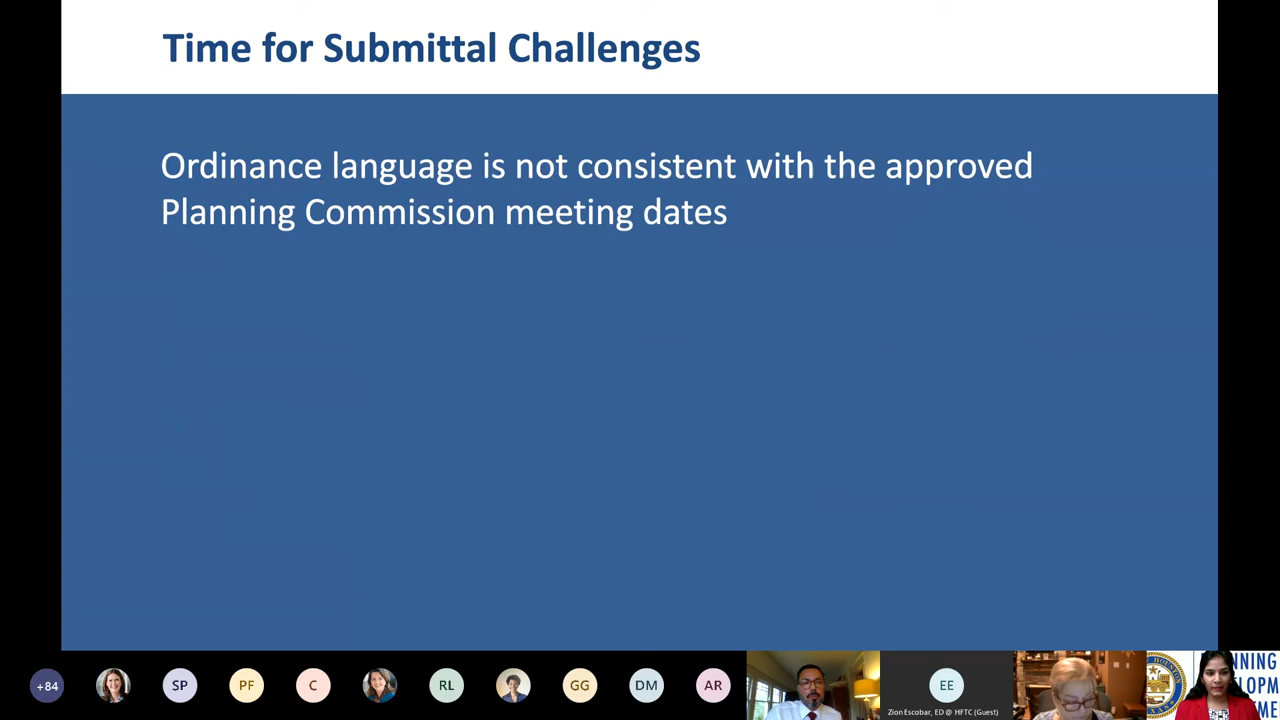 Time for Submittal Challenges
Ordinance language is not consistent with the approved
Planning Commission meeting dates
+84
SP
PF
C
RL
GG
DM
AR
EE
Zion Escobar, ED @ HFTC (Guest)